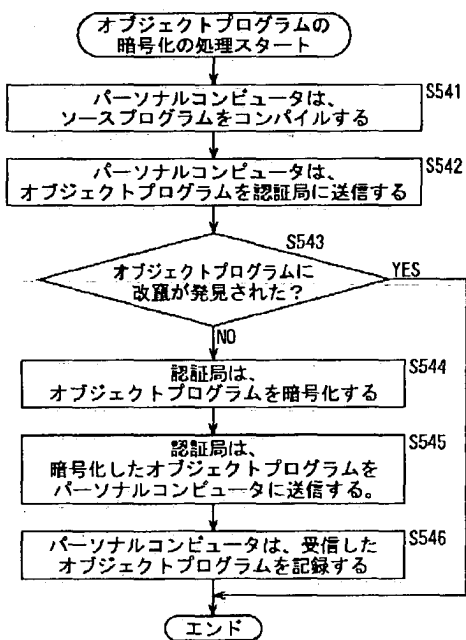 オブジェクトプログラムの
暗号化の処理スタート
S541
パーソナルコンピュータは、
ソースプログラムをコンパイルする
S542
パーソナルコンピュータは、
オブジェクトプログラムを認証局に送信する
S543
オブジェクトプログラムに
改竄が発見された?
YES
NO
S544
認証局は、
オブジェクトプログラムを暗号化する
S545
認証局は、
暗号化したオブジェクトプログラムを
パーソナルコンピュータに送信する。
S546
パーソナルコンピュータは、受信した
オブジェクトプログラムを記録する
エンド